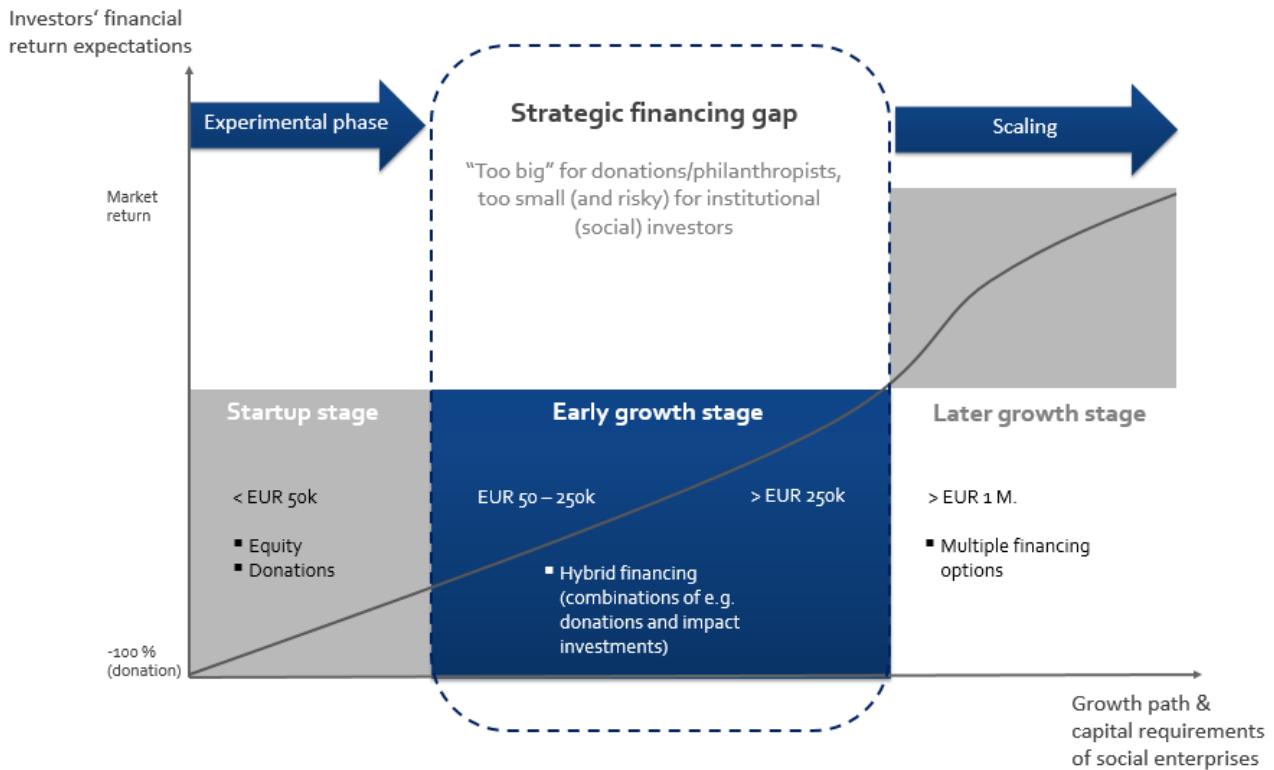 Investors‘ financial
return expectations
Experimental phase
Strategic financing gap
“Too big” for donations/philanthropists,
too small (and risky) for institutional
(social) investors
Scaling
Market
return
Startup stage
< EUR 50k
▪ Equity
▪ Donations
Early growth stage
EUR 50 – 250k
> EUR 250k
▪ Hybrid financing
(combinations of e.g.
donations and impact
investments)
Later growth stage
> EUR 1 M.
▪ Multiple financing
options
-100 %
(donation)
Growth path &
capital requirements
of social enterprises